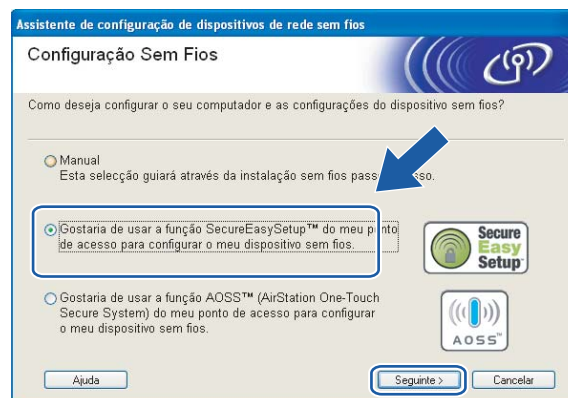 Assistente de configuração de dispositivos de rede sem fios
Configuração Sem Fios
Como deseja configurar o seu computador e as configurações do dispositivo sem fios?
Manual
Esta selecção guiará através da instalação sem fios pass sso.
Gostaria de usar a função SecureEasySetup™ do meu ponto
de acesso para configurar o meu dispositivo sem fios.
Secure
Easy
Setup
Gostaria de usar a função AOSS™ (AirStation One-Touch
Secure System) do meu ponto de acesso para configurar
o meu dispositivo sem fios.
AOSS™
Ajuda
Seguinte >
Cancelar